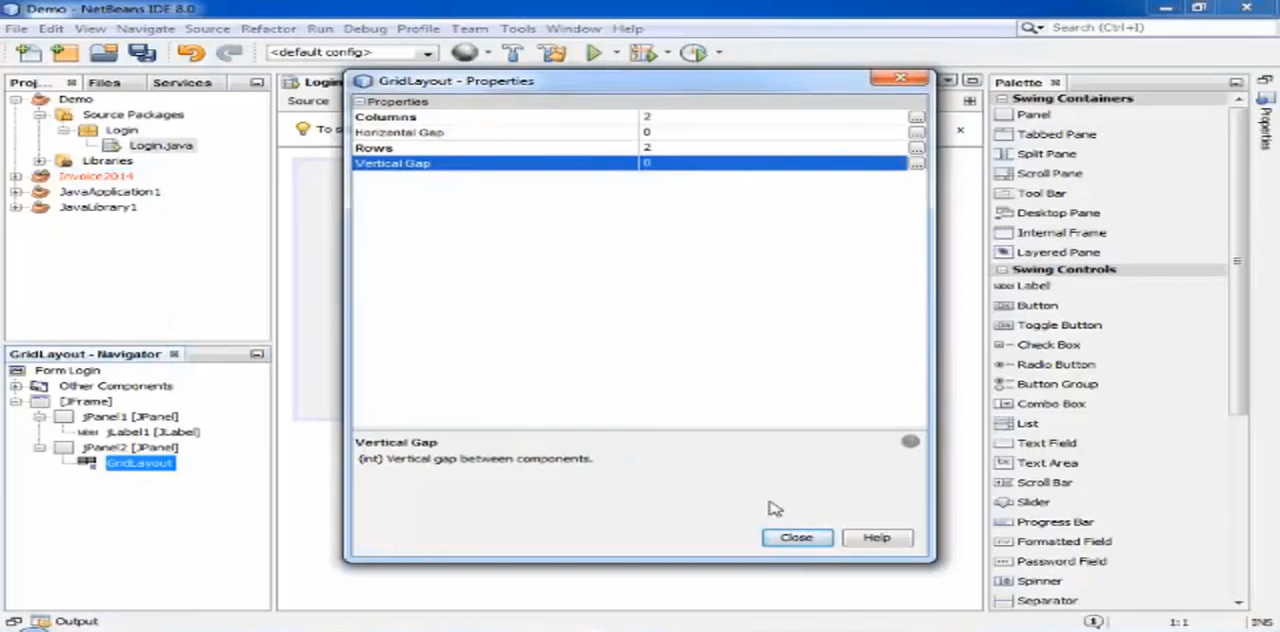 Demo - NetBeans IDE 8.0
File Edit View Navigate Source Refactor Run Debug Profile Team Tools Window Help
Search (Ctrl+I)
<default config>
Proj... Files Services
Demo
Source Packages
Login
Login.java
Libraries
Invoice2014
JavaApplication1
JavaLibrary1
GridLayout - Navigator
Form Login
Other Components
[JFrame]
jPanel1 [JPanel]
label jLabel1 [JLabel]
jPanel2 [JPanel]
GridLayout
Login
Source
To s
GridLayout - Properties
Properties
Columns 2 ...
Horizontal Gap 0 ...
Rows 2 ...
Vertical Gap 0 ...
Vertical Gap
(int) Vertical gap between components.
Close Help
Palette
Swing Containers
Panel
Tabbed Pane
Split Pane
Scroll Pane
Tool Bar
Desktop Pane
Internal Frame
Layered Pane
Swing Controls
label Label
Button
Toggle Button
Check Box
Radio Button
Button Group
Combo Box
List
Text Field
Text Area
Scroll Bar
Slider
Progress Bar
Formatted Field
Password Field
Spinner
Separator
Properties
Output
1:1 INS